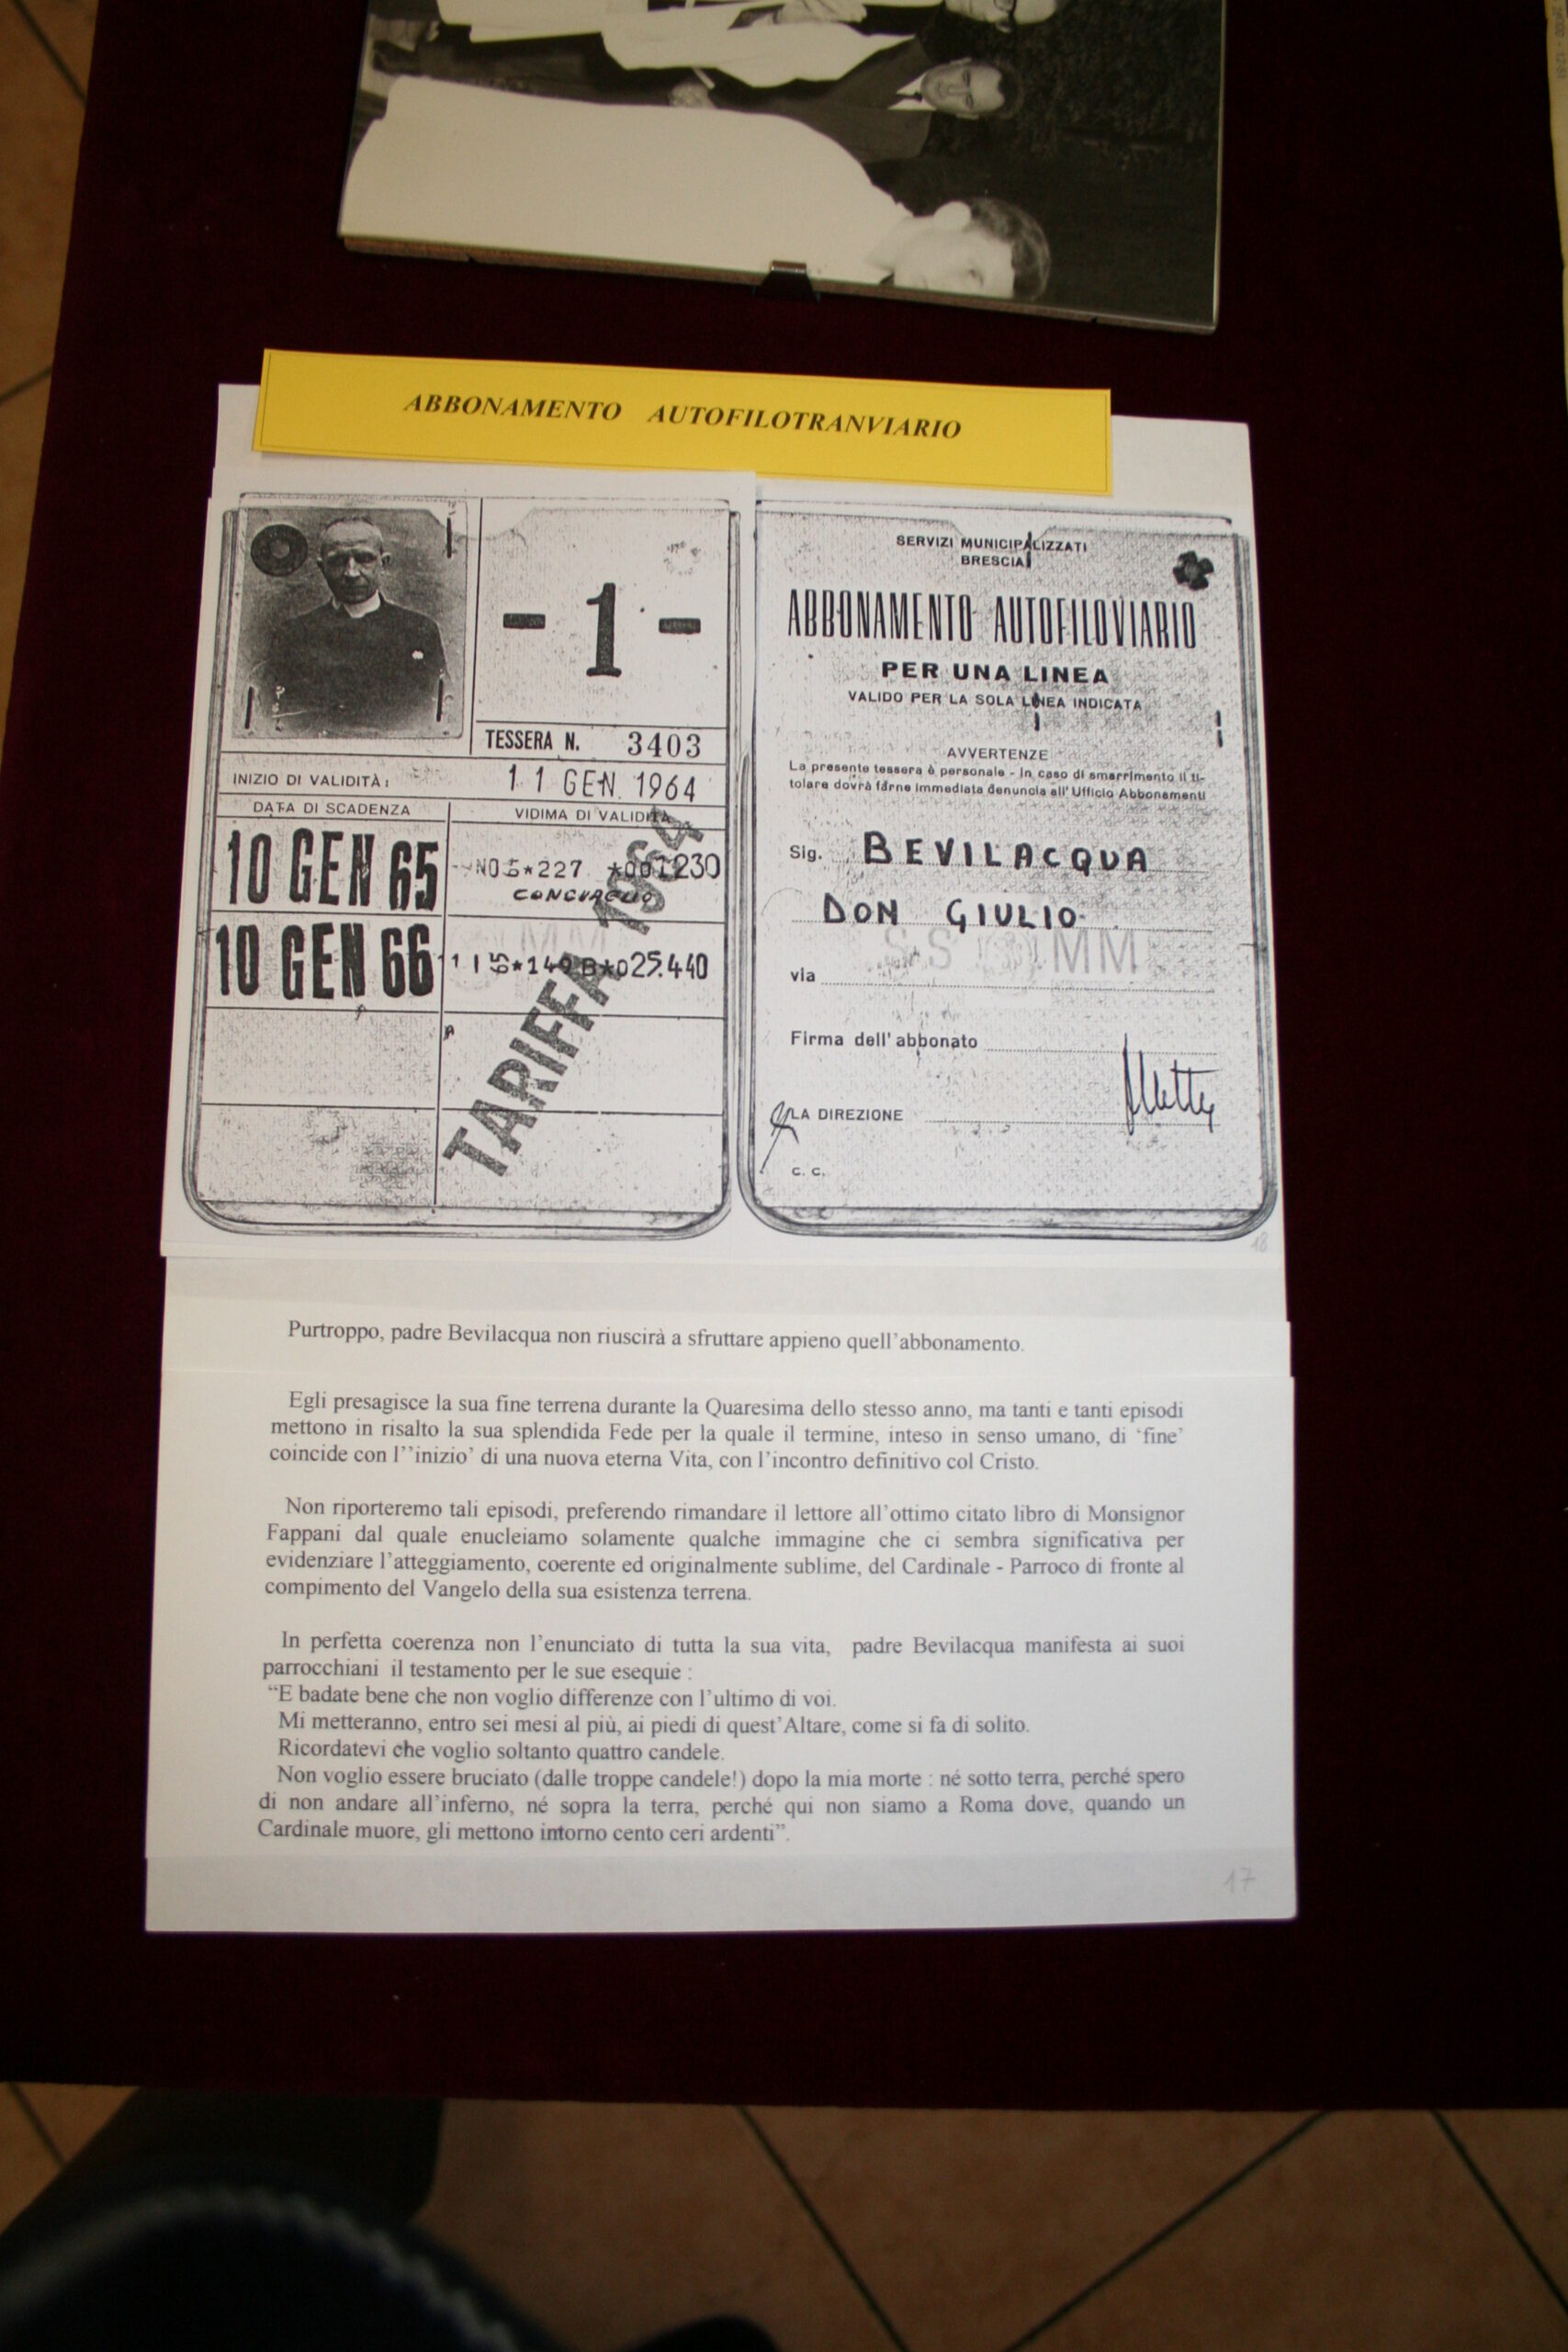 ABBONAMENTO AUTOFILOTRANVIARIO
- 1 -
TESSERA N. 3403
INIZIO DI VALIDITÀ: 11 GEN. 1964
DATA DI SCADENZA
VIDIMA DI VALIDITÀ
10 GEN 65
10 GEN 66
TARIFFA 1964
SERVIZI MUNICIPALIZZATI
BRESCIA
ABBONAMENTO AUTOFILOVIARIO
PER UNA LINEA
VALIDO PER LA SOLA LINEA INDICATA
AVVERTENZE
La presente tessera è personale - In caso di smarrimento il ti-
tolare dovrà farne immediata denuncia all' Ufficio Abbonamenti
Sig. BEVILACQUA
DON GIULIO
via
Firma dell' abbonato
LA DIREZIONE
C. C.
18
Purtroppo, padre Bevilacqua non riuscirà a sfruttare appieno quell'abbonamento.
Egli presagisce la sua fine terrena durante la Quaresima dello stesso anno, ma tanti e tanti episodi
mettono in risalto la sua splendida Fede per la quale il termine, inteso in senso umano, di 'fine'
coincide con l''inizio' di una nuova eterna Vita, con l'incontro definitivo col Cristo.
Non riporteremo tali episodi, preferendo rimandare il lettore all'ottimo citato libro di Monsignor
Fappani dal quale enucleiamo solamente qualche immagine che ci sembra significativa per
evidenziare l'atteggiamento, coerente ed originalmente sublime, del Cardinale - Parroco di fronte al
compimento del Vangelo della sua esistenza terrena.
In perfetta coerenza non l'enunciato di tutta la sua vita, padre Bevilacqua manifesta ai suoi
parrocchiani il testamento per le sue esequie :
“E badate bene che non voglio differenze con l'ultimo di voi.
Mi metteranno, entro sei mesi al più, ai piedi di quest'Altare, come si fa di solito.
Ricordatevi che voglio soltanto quattro candele.
Non voglio essere bruciato (dalle troppe candele!) dopo la mia morte : né sotto terra, perché spero
di non andare all'inferno, né sopra la terra, perché qui non siamo a Roma dove, quando un
Cardinale muore, gli mettono intorno cento ceri ardenti”.
17